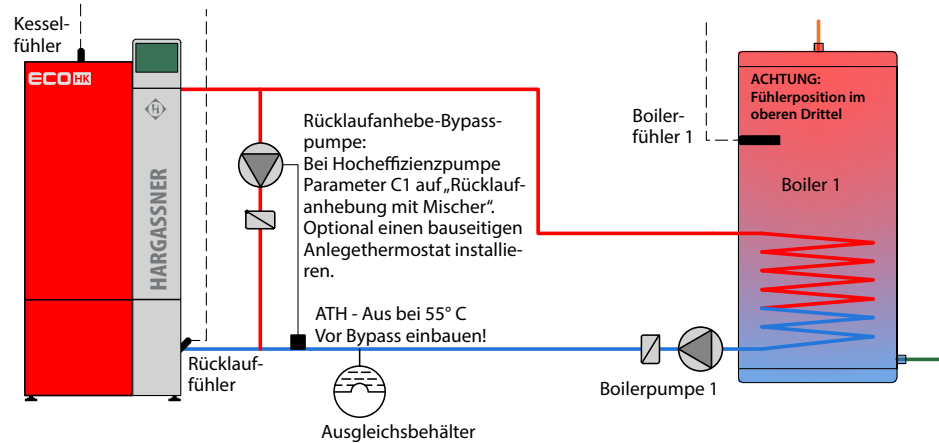 Kessel-
fühler
ECO HK
H
HARGASSNER
Rücklaufanhebe-Bypass-
pumpe:
Bei Hocheffizienzpumpe
Parameter C1 auf „Rücklauf-
anhebung mit Mischer“.
Optional einen bauseitigen
Anlegethermostat installie-
ren.
ATH - Aus bei 55° C
Vor Bypass einbauen!
Rücklauf-
fühler
Ausgleichsbehälter
Boiler-
fühler 1
ACHTUNG:
Fühlerposition im
oberen Drittel
Boiler 1
Boilerpumpe 1